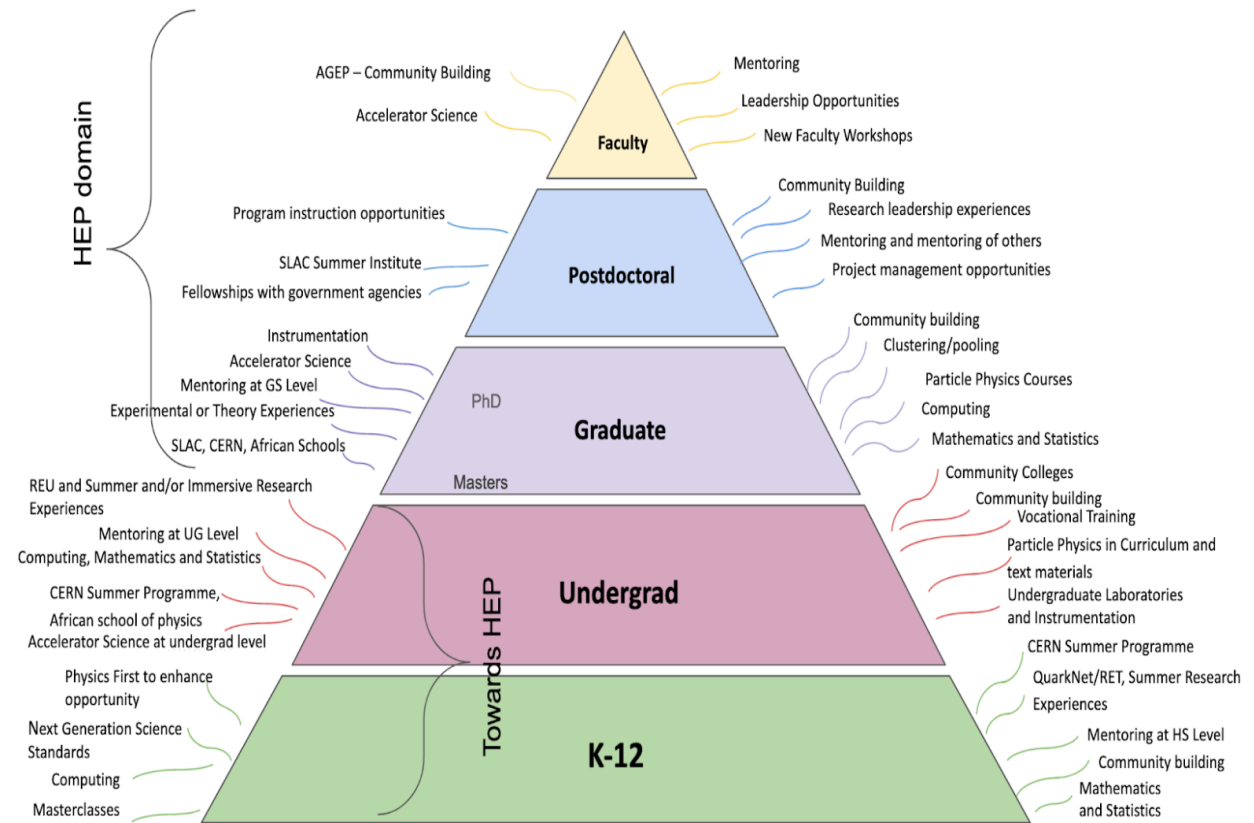 HEP domain
AGEP – Community Building
Accelerator Science
Faculty
Mentoring
Leadership Opportunities
New Faculty Workshops
Program instruction opportunities
SLAC Summer Institute
Fellowships with government agencies
Postdoctoral
Community Building
Research leadership experiences
Mentoring and mentoring of others
Project management opportunities
Instrumentation
Accelerator Science
Mentoring at GS Level
Experimental or Theory Experiences
SLAC, CERN, African Schools
PhD
Graduate
Masters
Community building
Clustering/pooling
Particle Physics Courses
Computing
Mathematics and Statistics
REU and Summer and/or Immersive Research
Experiences
Mentoring at UG Level
Computing, Mathematics and Statistics
CERN Summer Programme,
African school of physics
Accelerator Science at undergrad level
Undergrad
Community Colleges
Community building
Vocational Training
Particle Physics in Curriculum and
text materials
Undergraduate Laboratories
and Instrumentation
Towards HEP
Physics First to enhance
opportunity
Next Generation Science
Standards
Computing
Masterclasses
K-12
CERN Summer Programme
QuarkNet/RET, Summer Research
Experiences
Mentoring at HS Level
Community building
Mathematics
and Statistics